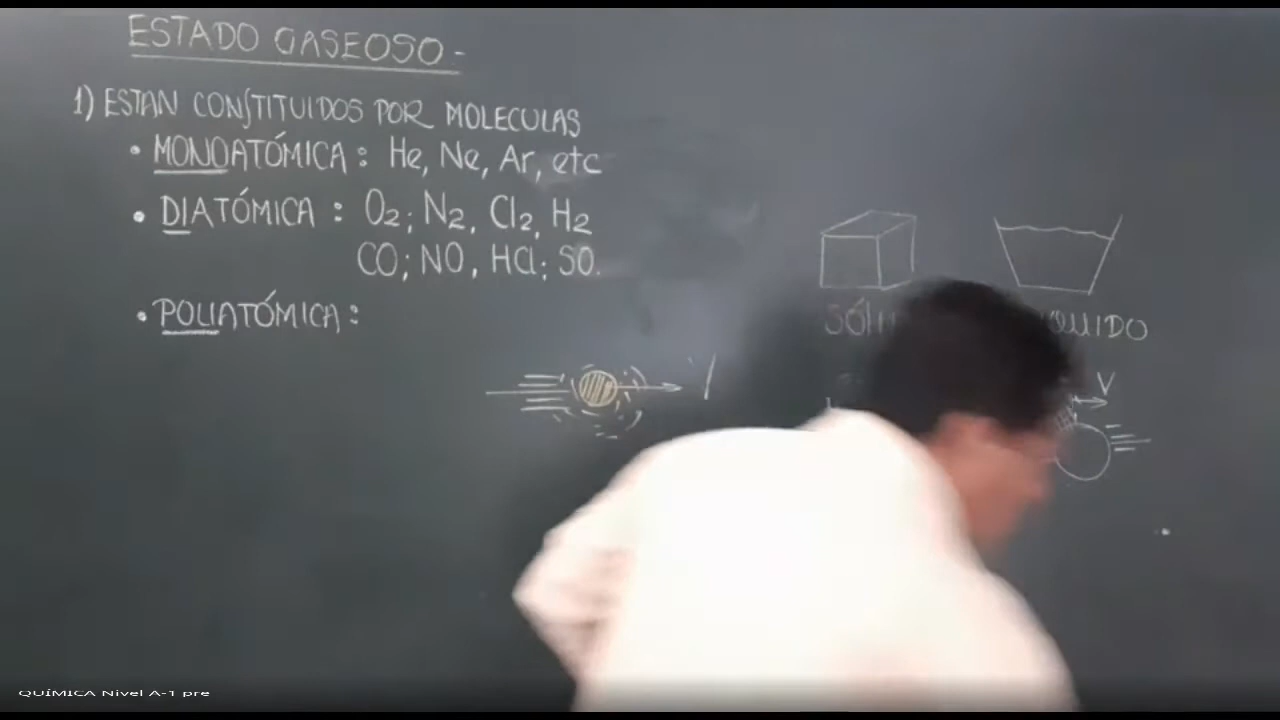 ESTADO GASEOSO -
1) ESTAN CONSTITUIDOS POR MOLECULAS
• MONOATÓMICA : He, Ne, Ar, etc
• DIATÓMICA : O₂; N₂, Cl₂, H₂
CO; NO, HCl; SO.
• POLIATÓMICA :
V
QUÍMICA Nivel A-1 pre